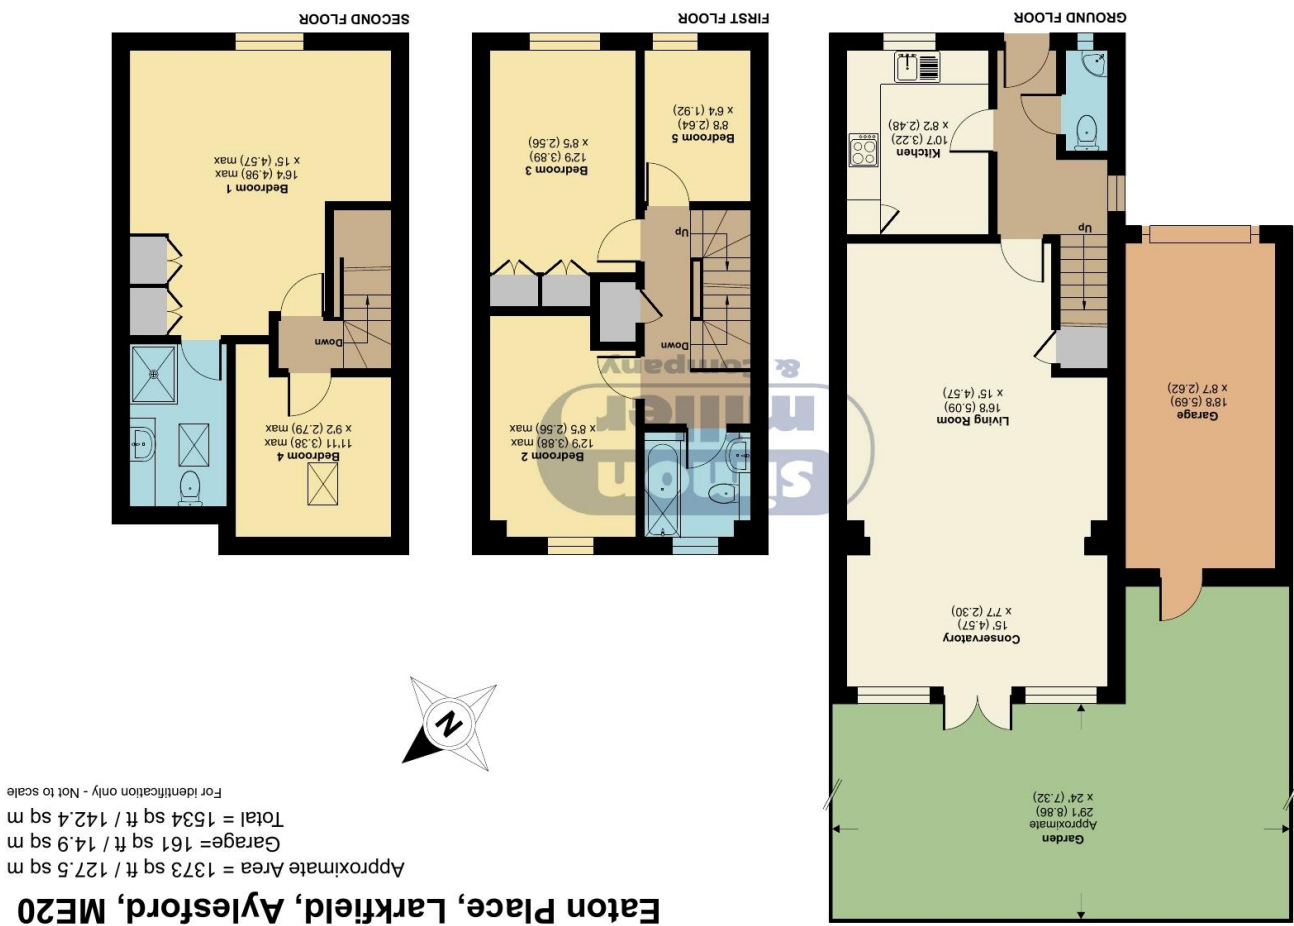 Eaton Place, Larkfield, Aylesford, ME20
Approximate Area = 1373 sq ft / 127.5 sq m
Garage= 161 sq ft / 14.9 sq m
Total = 1534 sq ft / 142.4 sq m
For identification only - Not to scale
N
Garden
Approximate
29'1 (8.86)
x 24' (7.32)
Conservatory
15' (4.57)
x 7'7 (2.30)
Garage
18'8 (5.69)
x 8'7 (2.62)
Living Room
16'8 (5.09)
x 15' (4.57)
Up
Kitchen
10'7 (3.22)
x 8'2 (2.48)
GROUND FLOOR
simon
miller
& company
Bedroom 2
12'9 (3.88) max
x 8'5 (2.56) max
Down
Up
Bedroom 3
12'9 (3.89)
x 8'5 (2.56)
Bedroom 5
8'8 (2.64)
x 6'4 (1.92)
FIRST FLOOR
Bedroom 4
11'11 (3.38) max
x 9'2 (2.79) max
Down
Bedroom 1
16'4 (4.98) max
x 15' (4.57) max
SECOND FLOOR